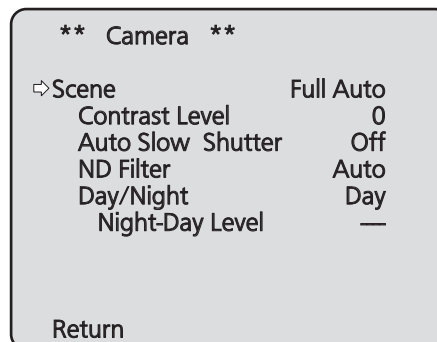 ** Camera **
⇨Scene Full Auto
Contrast Level 0
Auto Slow Shutter Off
ND Filter Auto
Day/Night Day
Night-Day Level —
Return